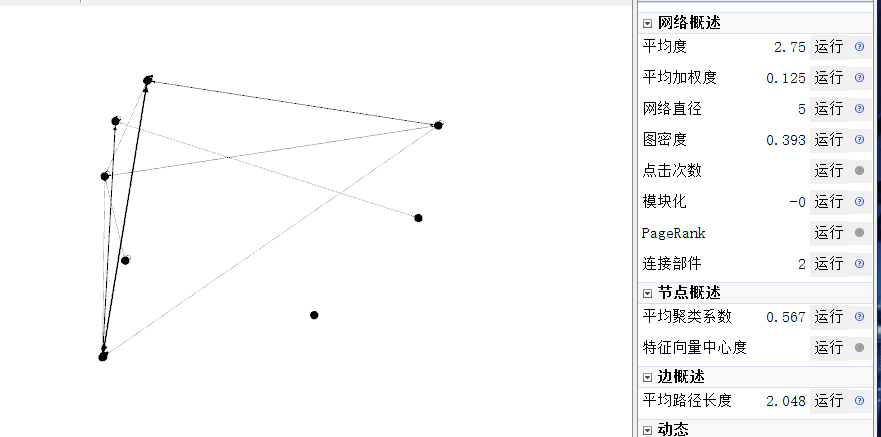 网络概述
平均度 2.75 运行
平均加权度 0.125 运行
网络直径 5 运行
图密度 0.393 运行
点击次数 运行
模块化 -0 运行
PageRank 运行
连接部件 2 运行
节点概述
平均聚类系数 0.567 运行
特征向量中心度 运行
边概述
平均路径长度 2.048 运行
动态